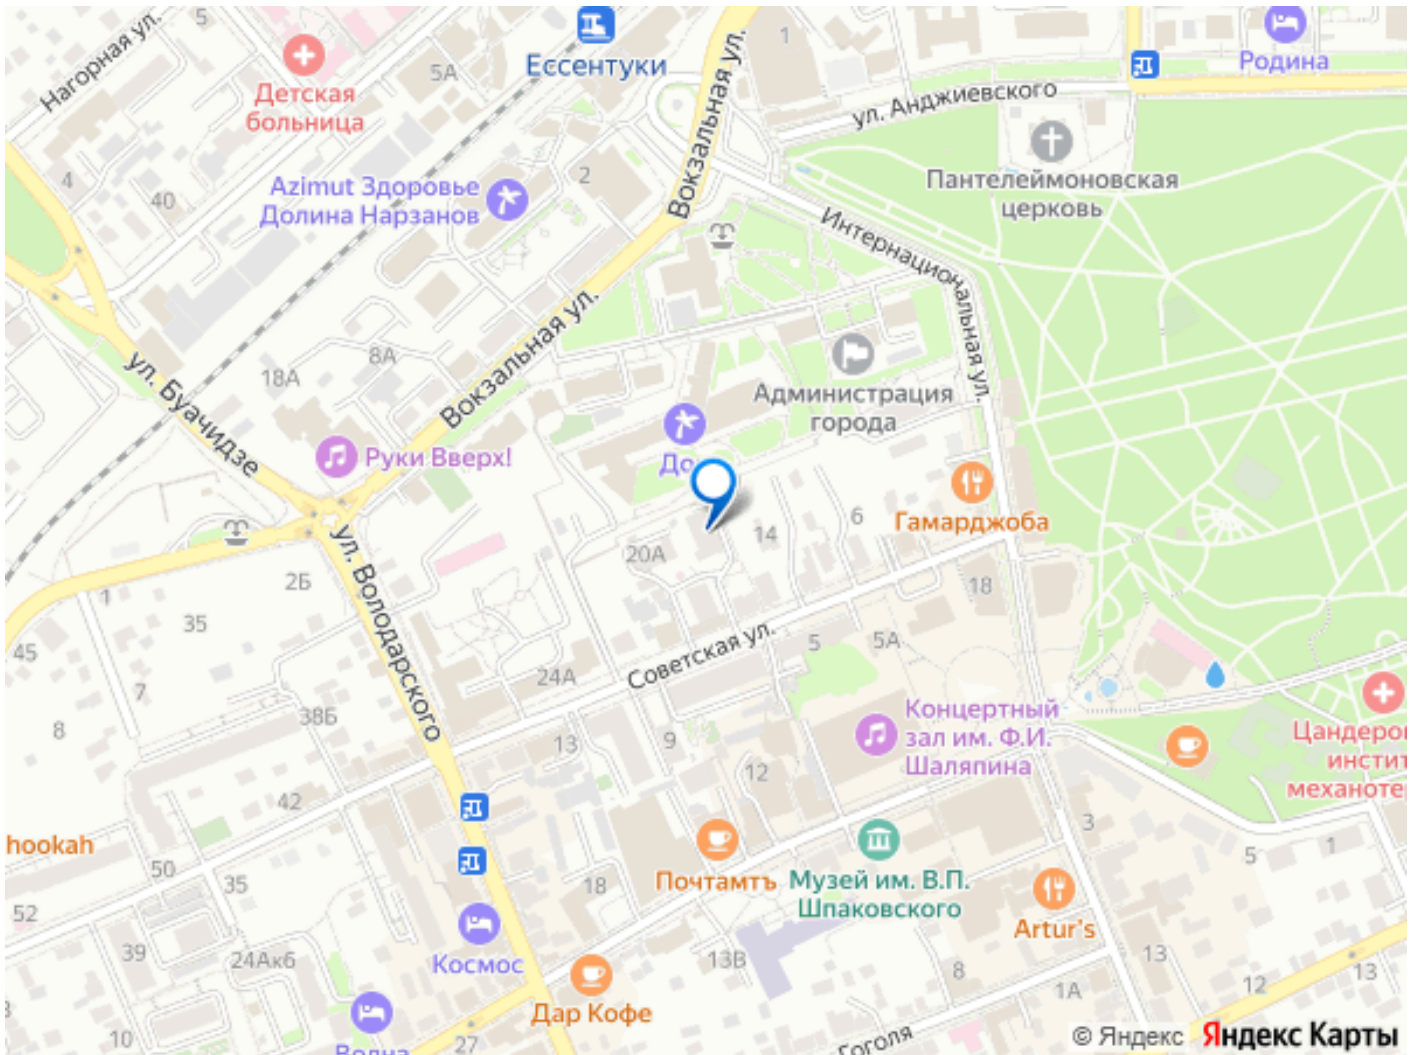 Нагорная ул.
5
Детская
больница
5А
Ессентуки
Вокзальная ул.
1
Родина
ул. Анджиевского
Пантелеймоновская
церковь
4
40
Azimut Здоровье
Долина Нарзанов
2
Интернациональная ул.
ул. Буачидзе
18А
8А
Вокзальная ул.
Администрация
города
Руки Вверх!
Гамарджоба
20А
14
6
18
2Б
1
35
45
7
8
ул. Володарского
38Б
24А
Советская ул.
5
5А
13
9
12
Концертный
зал им. Ф.И.
Шаляпина
42
hookah
50
35
52
18
Почтамтъ
Музей им. В.П.
Шпаковского
3
5
1
Artur's
39
24Ак6
Космос
13В
8
13
1А
12
13
10
Волна
27
Дар Кофе
Гоголя
© Яндекс
Яндекс Карты